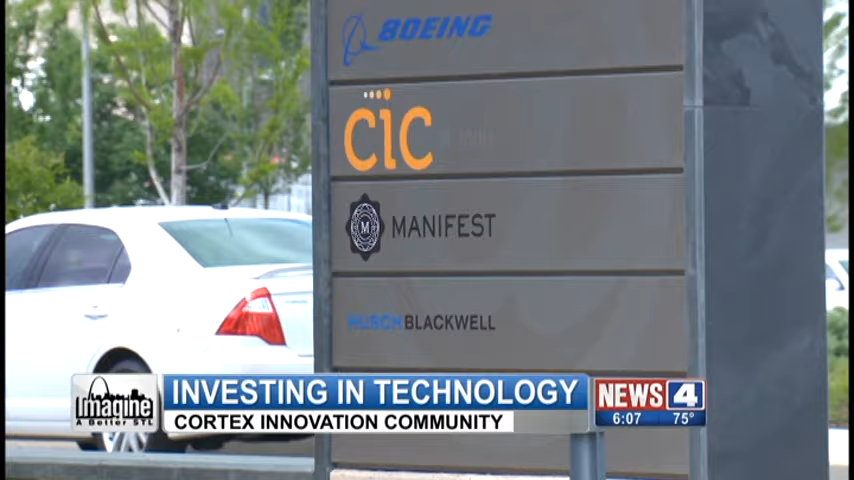 BOEING
CIC
M
MANIFEST
HUSCH BLACKWELL
Imagine
A Better STL
INVESTING IN TECHNOLOGY
CORTEX INNOVATION COMMUNITY
NEWS 4
6:07 75°